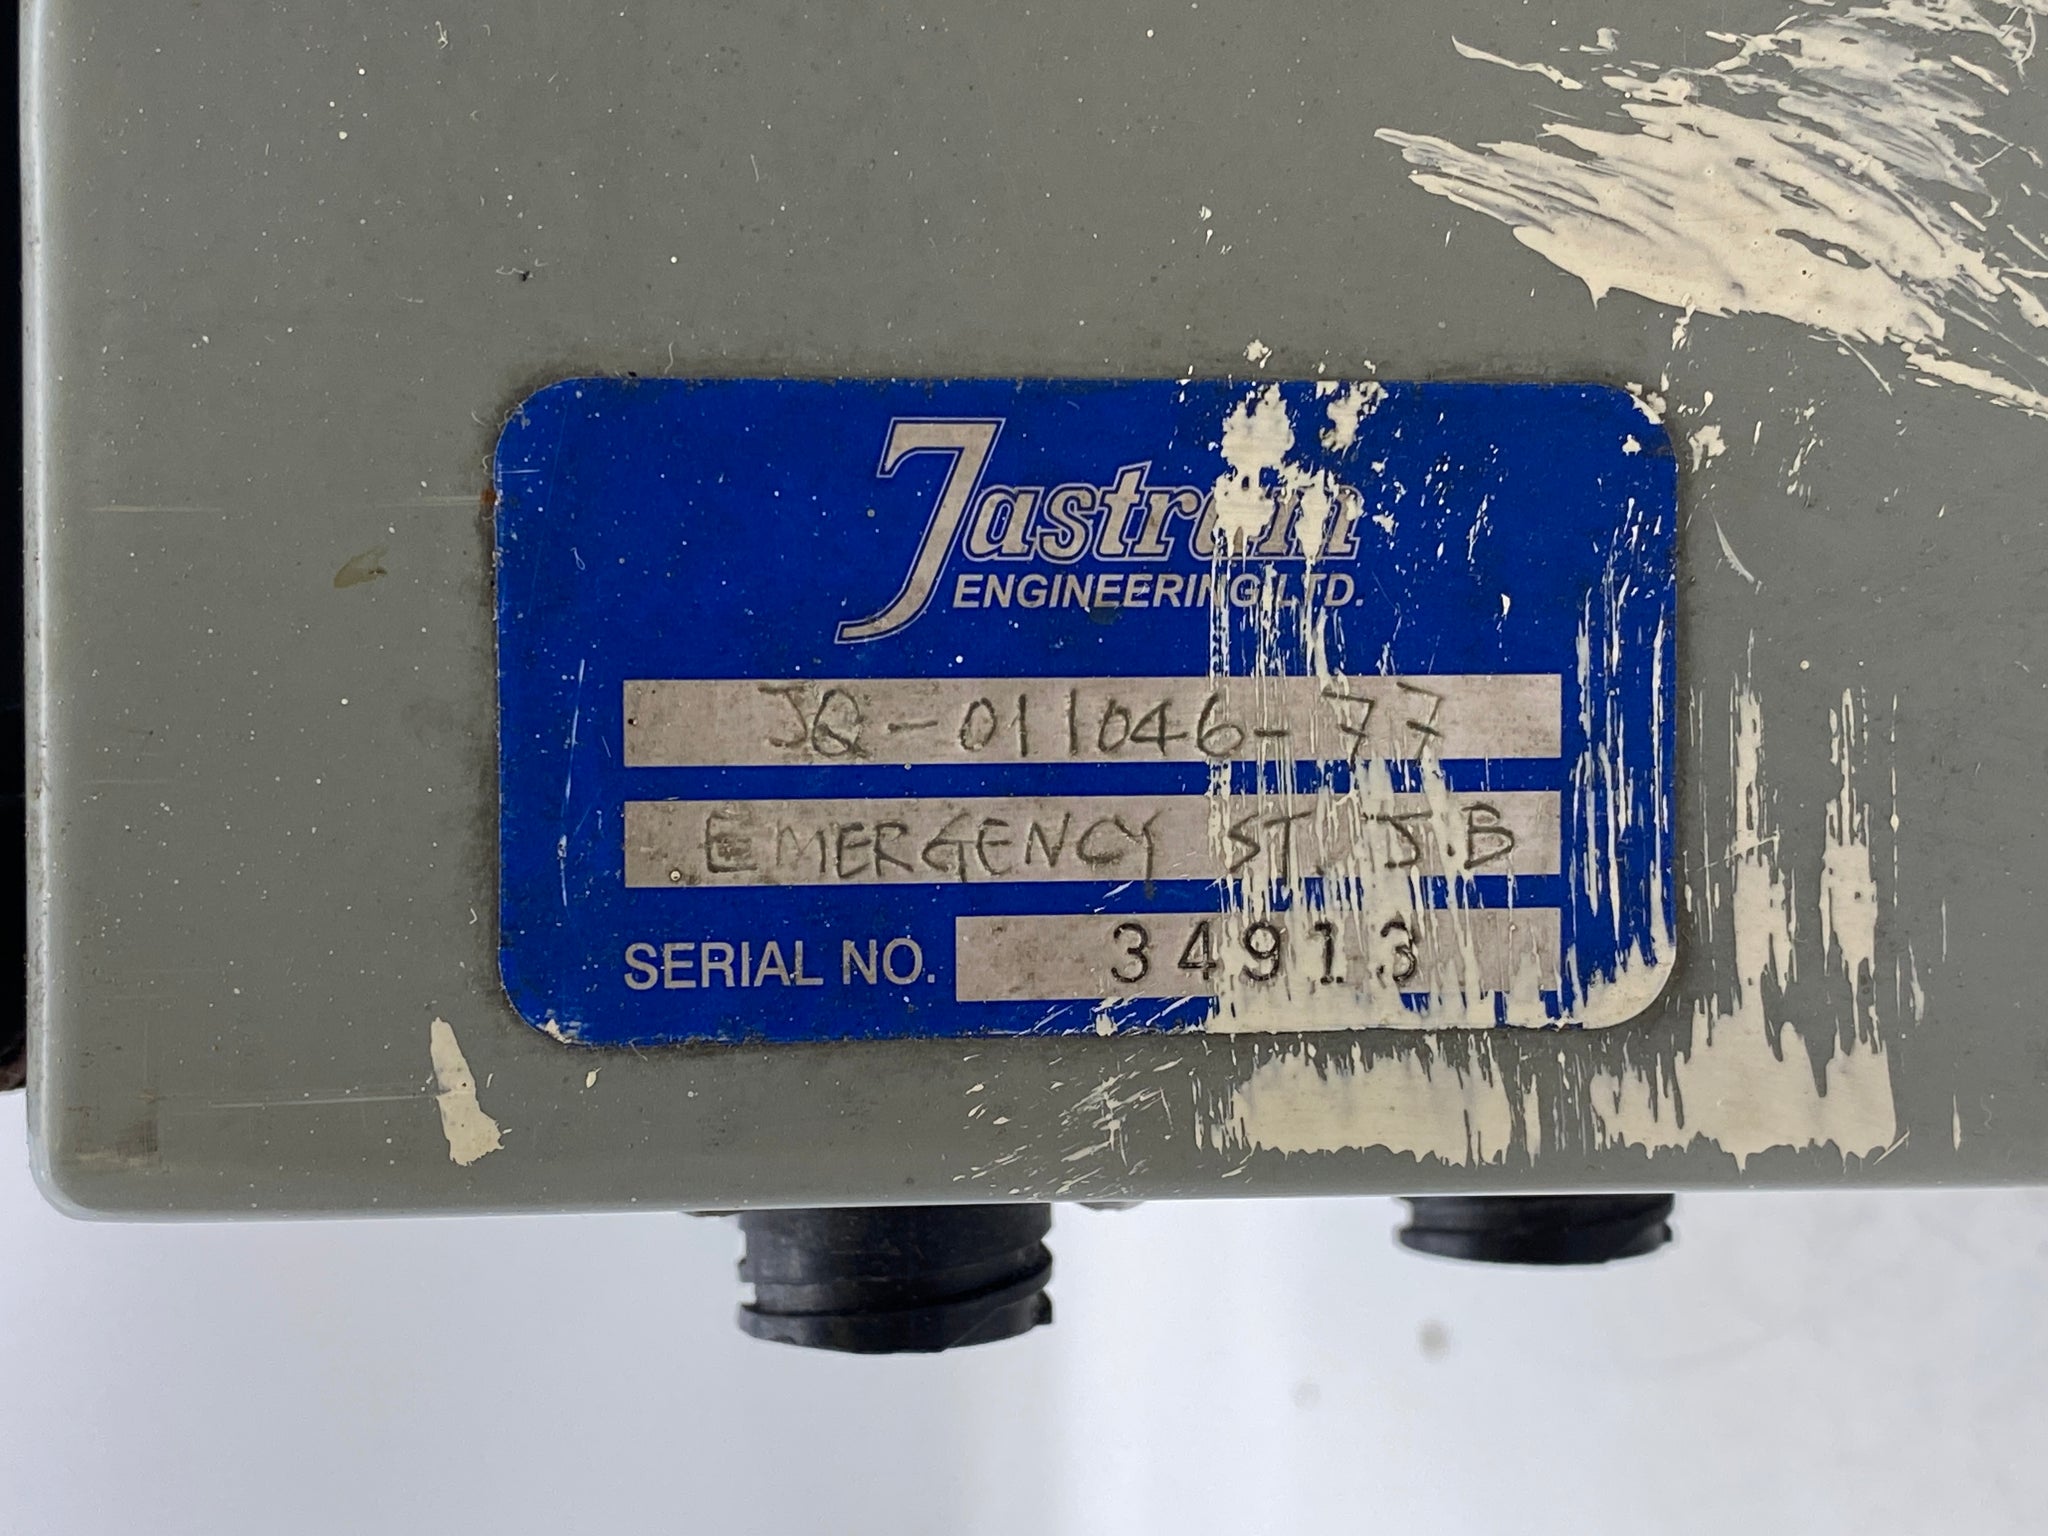 Jastram
ENGINEERING LTD.
JQ-011046-77
EMERGENCY ST. J.B
SERIAL NO. 34913